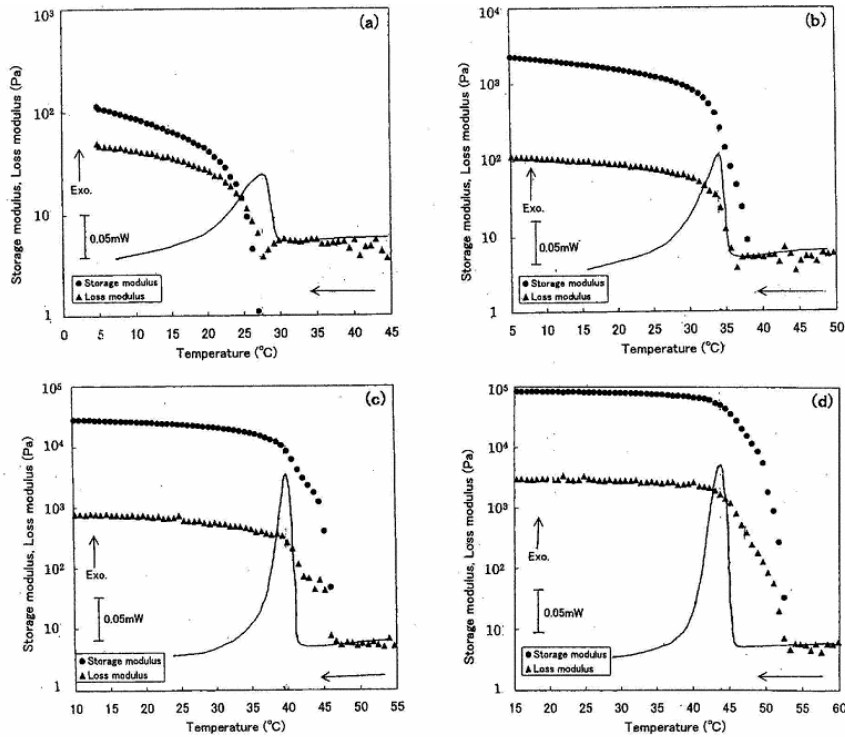 (a)
10³
10²
10
1
Storage modulus, Loss modulus (Pa)
Exo.
0.05mW
● Storage modulus
▲ Loss modulus
0 5 10 15 20 25 30 35 40 45
Temperature (°C)
(b)
10⁴
10³
10²
10
1
Storage modulus, Loss modulus (Pa)
Exo.
0.05mW
● Storage modulus
▲ Loss modulus
5 10 15 20 25 30 35 40 45 50
Temperature (°C)
(c)
10⁵
10⁴
10³
10²
10
1
Storage modulus, Loss modulus (Pa)
Exo.
0.05mW
● Storage modulus
▲ Loss modulus
10 15 20 25 30 35 40 45 50 55
Temperature (°C)
(d)
10⁵
10⁴
10³
10²
10
1
Storage modulus, Loss modulus (Pa)
Exo.
0.05mW
● Storage modulus
▲ Loss modulus
15 20 25 30 35 40 45 50 55 60
Temperature (°C)